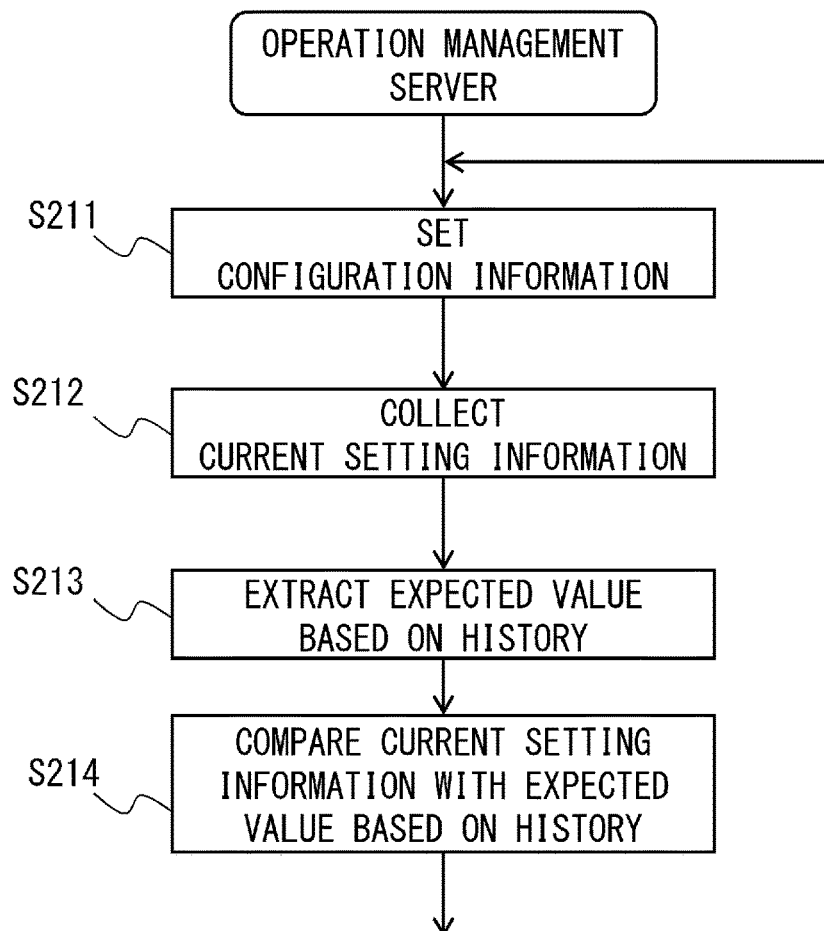 OPERATION MANAGEMENT
SERVER
S211
SET
CONFIGURATION INFORMATION
S212
COLLECT
CURRENT SETTING INFORMATION
S213
EXTRACT EXPECTED VALUE
BASED ON HISTORY
S214
COMPARE CURRENT SETTING
INFORMATION WITH EXPECTED
VALUE BASED ON HISTORY